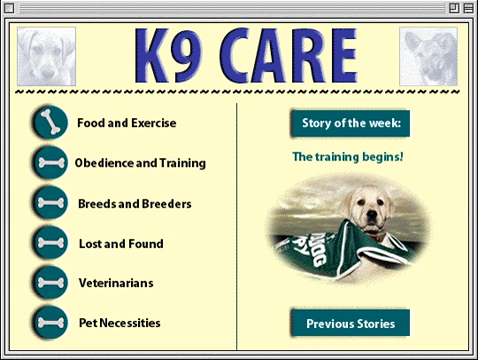 K9 CARE
Food and Exercise
Obedience and Training
Breeds and Breeders
Lost and Found
Veterinarians
Pet Necessities
Story of the week:
The training begins!
Previous Stories